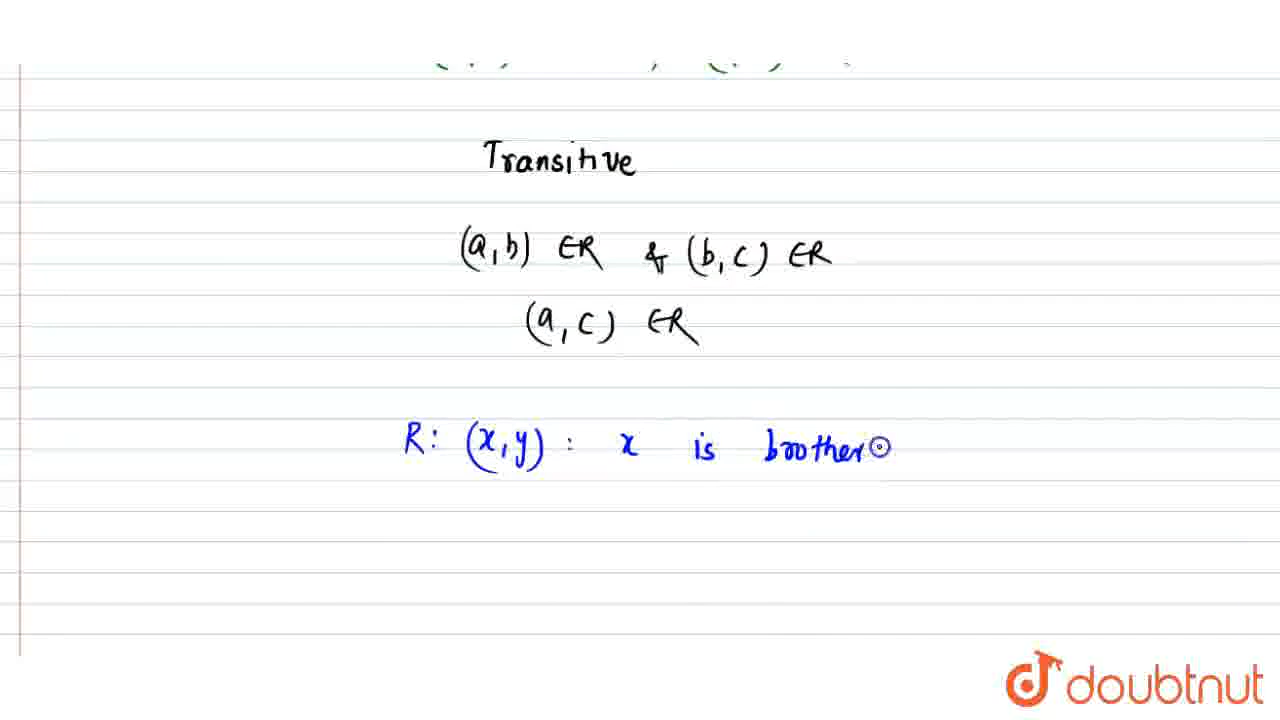 Transitive
(a,b) ∈R & (b,c) ∈R
(a,c) ∈R
R: (x,y) : x is brother
doubtnut